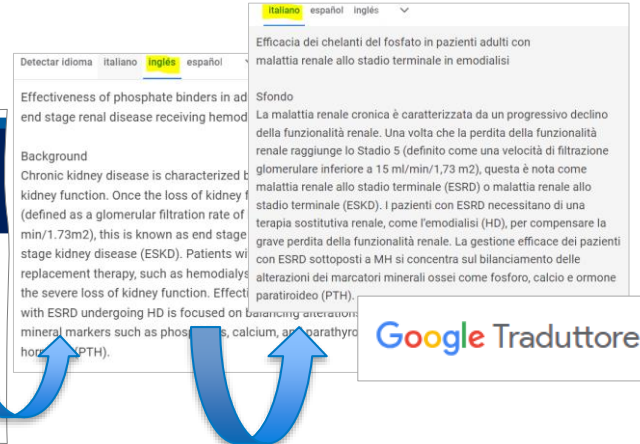 Detectar idioma italiano inglés español
Effectiveness of phosphate binders in
end stage renal disease receiving
Background
Chronic kidney disease is characterized
kidney function. Once the loss of kidney
(defined as a glomerular filtration rate of
min/1.73m2), this is known as end stage
stage kidney disease (ESKD). Patients
replacement therapy, such as
the severe loss of kidney function.
with ESRD undergoing HD is focused on balancing
mineral markers such as calcium,
(PTH).
italiano español inglés
Efficacia dei chelanti del fosfato in pazienti adulti con
malattia renale allo stadio terminale in emodialisi
Sfondo
La malattia renale cronica è caratterizzata da un progressivo declino
della funzionalità renale. Una volta che la perdita della funzionalità
renale raggiunge lo Stadio 5 (definito come una velocità di filtrazione
glomerulare inferiore a 15 ml/min/1,73 m2), questa è nota come
malattia renale allo stadio terminale (ESRD) o malattia renale allo
stadio terminale (ESKD). I pazienti con ESRD necessitano di una
terapia sostitutiva renale, come l'emodialisi (HD), per compensare la
grave perdita della funzionalità renale. La gestione efficace dei pazienti
con ESRD sottoposti a MH si concentra sul bilanciamento delle
alterazioni dei marcatori minerali ossei come fosforo, calcio e ormone
paratiroideo (PTH).
Google Traduttore